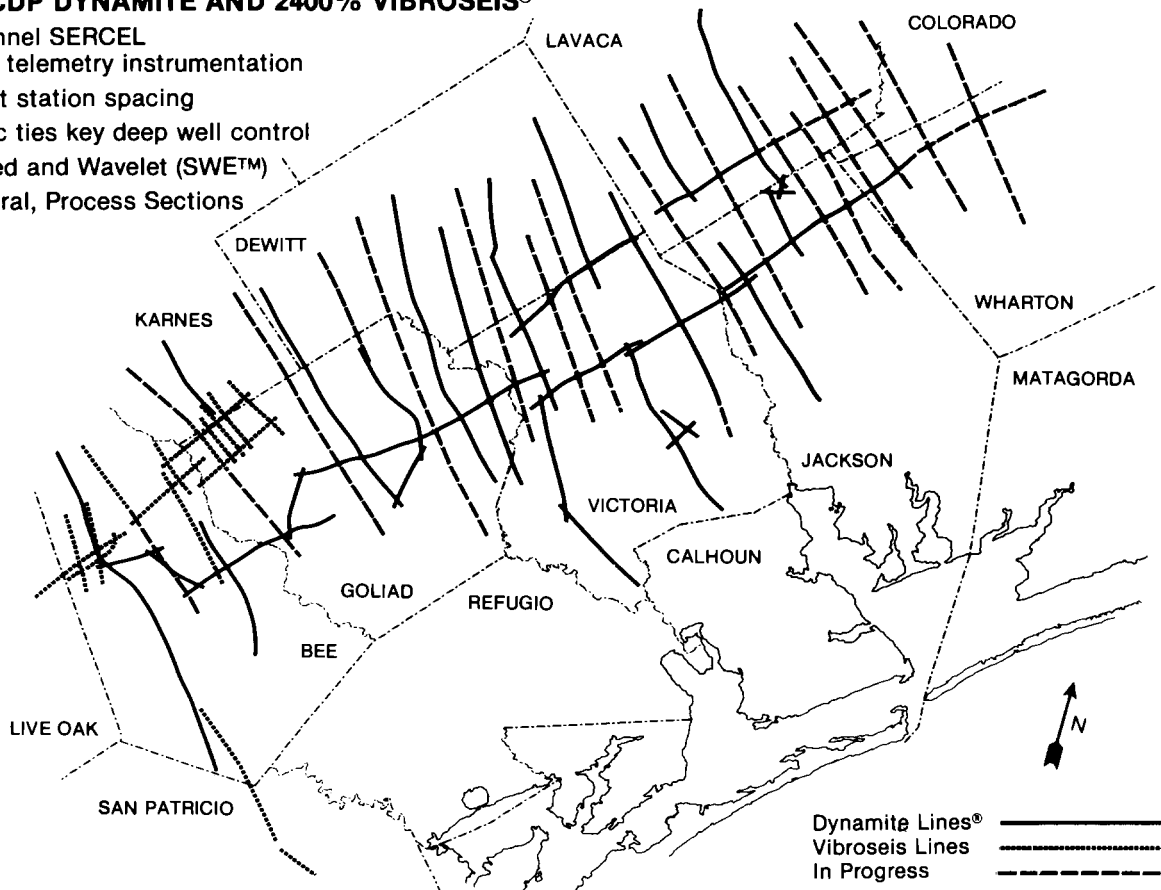 CDP DYNAMITE AND 2400% VIBROSEIS®
nnel SERCEL
telemetry instrumentation
t station spacing
c ties key deep well control
ed and Wavelet (SWE™)
ral, Process Sections
COLORADO
LAVACA
DEWITT
KARNES
WHARTON
MATAGORDA
JACKSON
VICTORIA
CALHOUN
GOLIAD
REFUGIO
BEE
LIVE OAK
SAN PATRICIO
N
Dynamite Lines®
Vibroseis Lines
In Progress